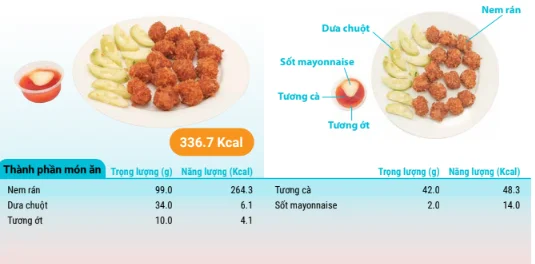 Nem rán
Dưa chuột
Sốt mayonnaise
Tương cà
Tương ớt
336.7 Kcal
Thành phần món ăn Trọng lượng (g) Năng lượng (Kcal) Trọng lượng (g) Năng lượng (Kcal)
Nem rán 99.0 264.3 Tương cà 42.0 48.3
Dưa chuột 34.0 6.1 Sốt mayonnaise 2.0 14.0
Tương ớt 10.0 4.1